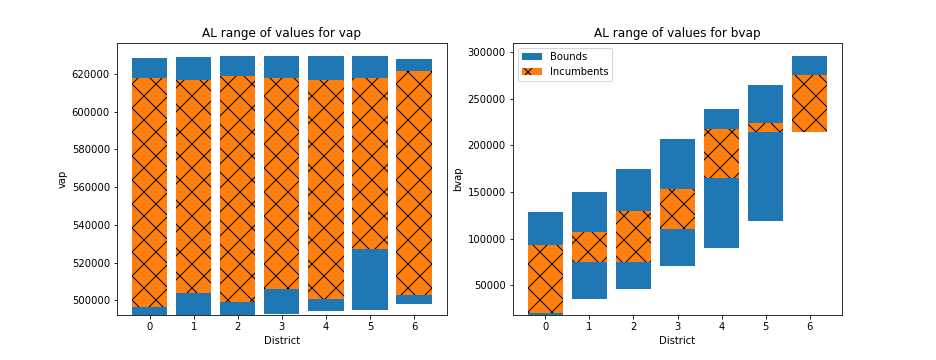 AL range of values for vap
620000
600000
580000
560000
540000
520000
500000
vap
0 1 2 3 4 5 6
District
AL range of values for bvap
Bounds
Incumbents
300000
250000
200000
150000
100000
50000
bvap
0 1 2 3 4 5 6
District